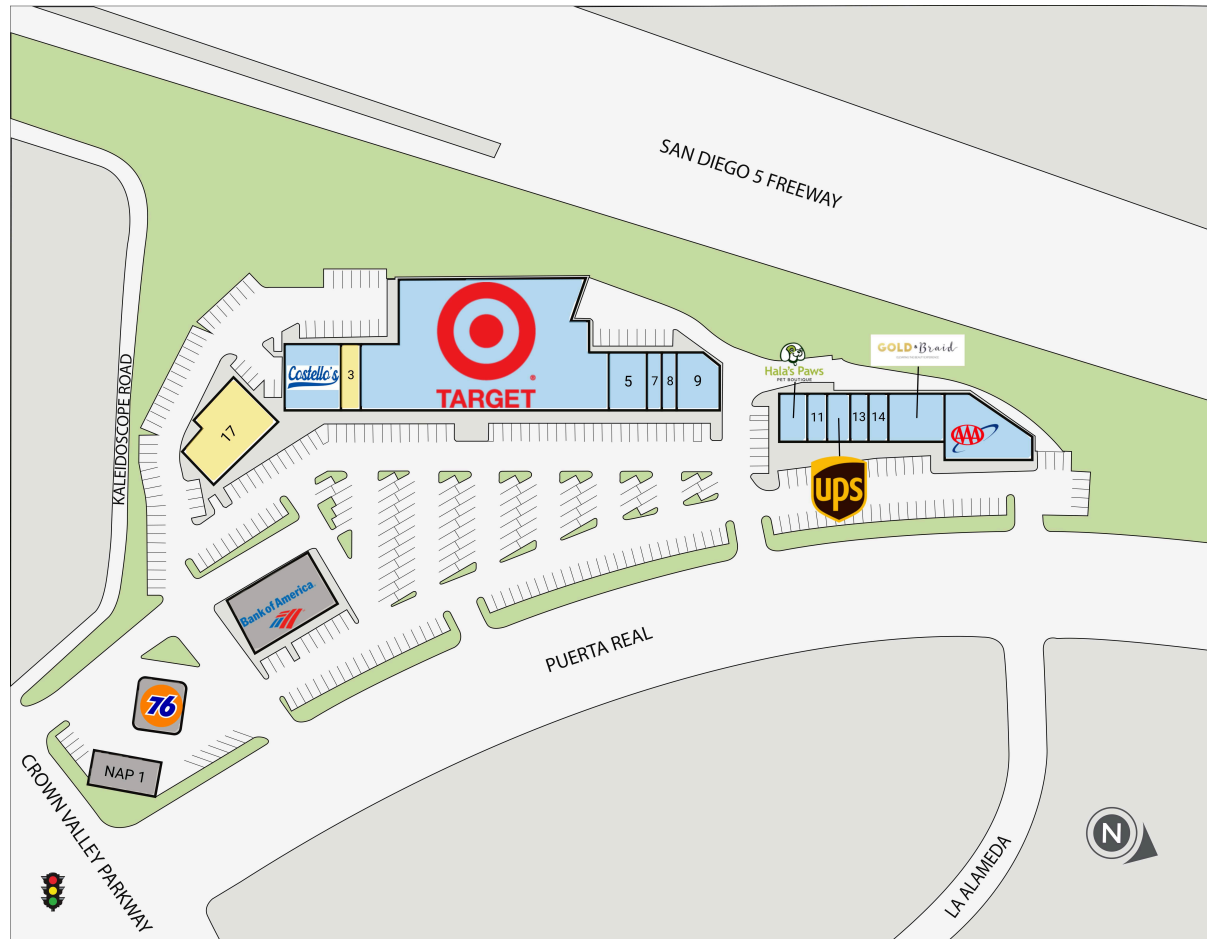 SAN DIEGO 5 FREEWAY
KALEIDOSCOPE ROAD
GOLD Braid
Hala's Paws
PET BOUTIQUE
Costello's
3
TARGET
5
7
8
9
11
13
14
AAA
17
ups
Bank of America
PUERTA REAL
76
NAP 1
CROWN VALLEY PARKWAY
LA ALAMEDA
N